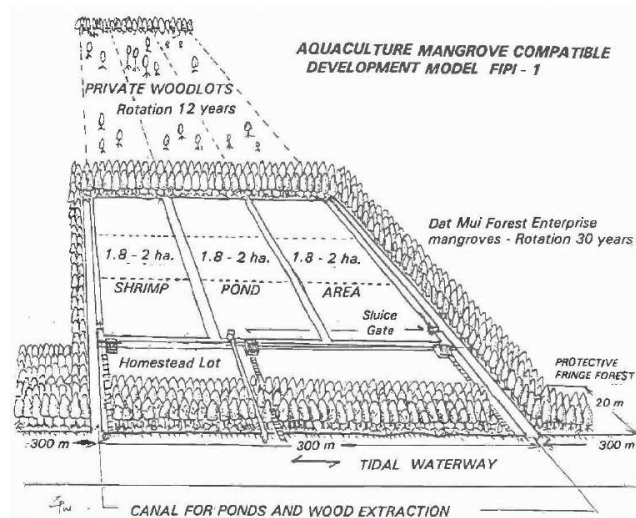 AQUACULTURE MANGROVE COMPATIBLE
DEVELOPMENT MODEL FIPI - 1
PRIVATE WOODLOTS
Rotation 12 years
Dat Mui Forest Enterprise
mangroves - Rotation 30 years
1.8 - 2 ha.
1.8 - 2 ha.
1.8 - 2 ha.
SHRIMP
POND
AREA
Sluice
Gate
Homestead Lot
PROTECTIVE
FRINGE FOREST
20 m
300 m
300 m
300 m
TIDAL WATERWAY
CANAL FOR PONDS AND WOOD EXTRACTION